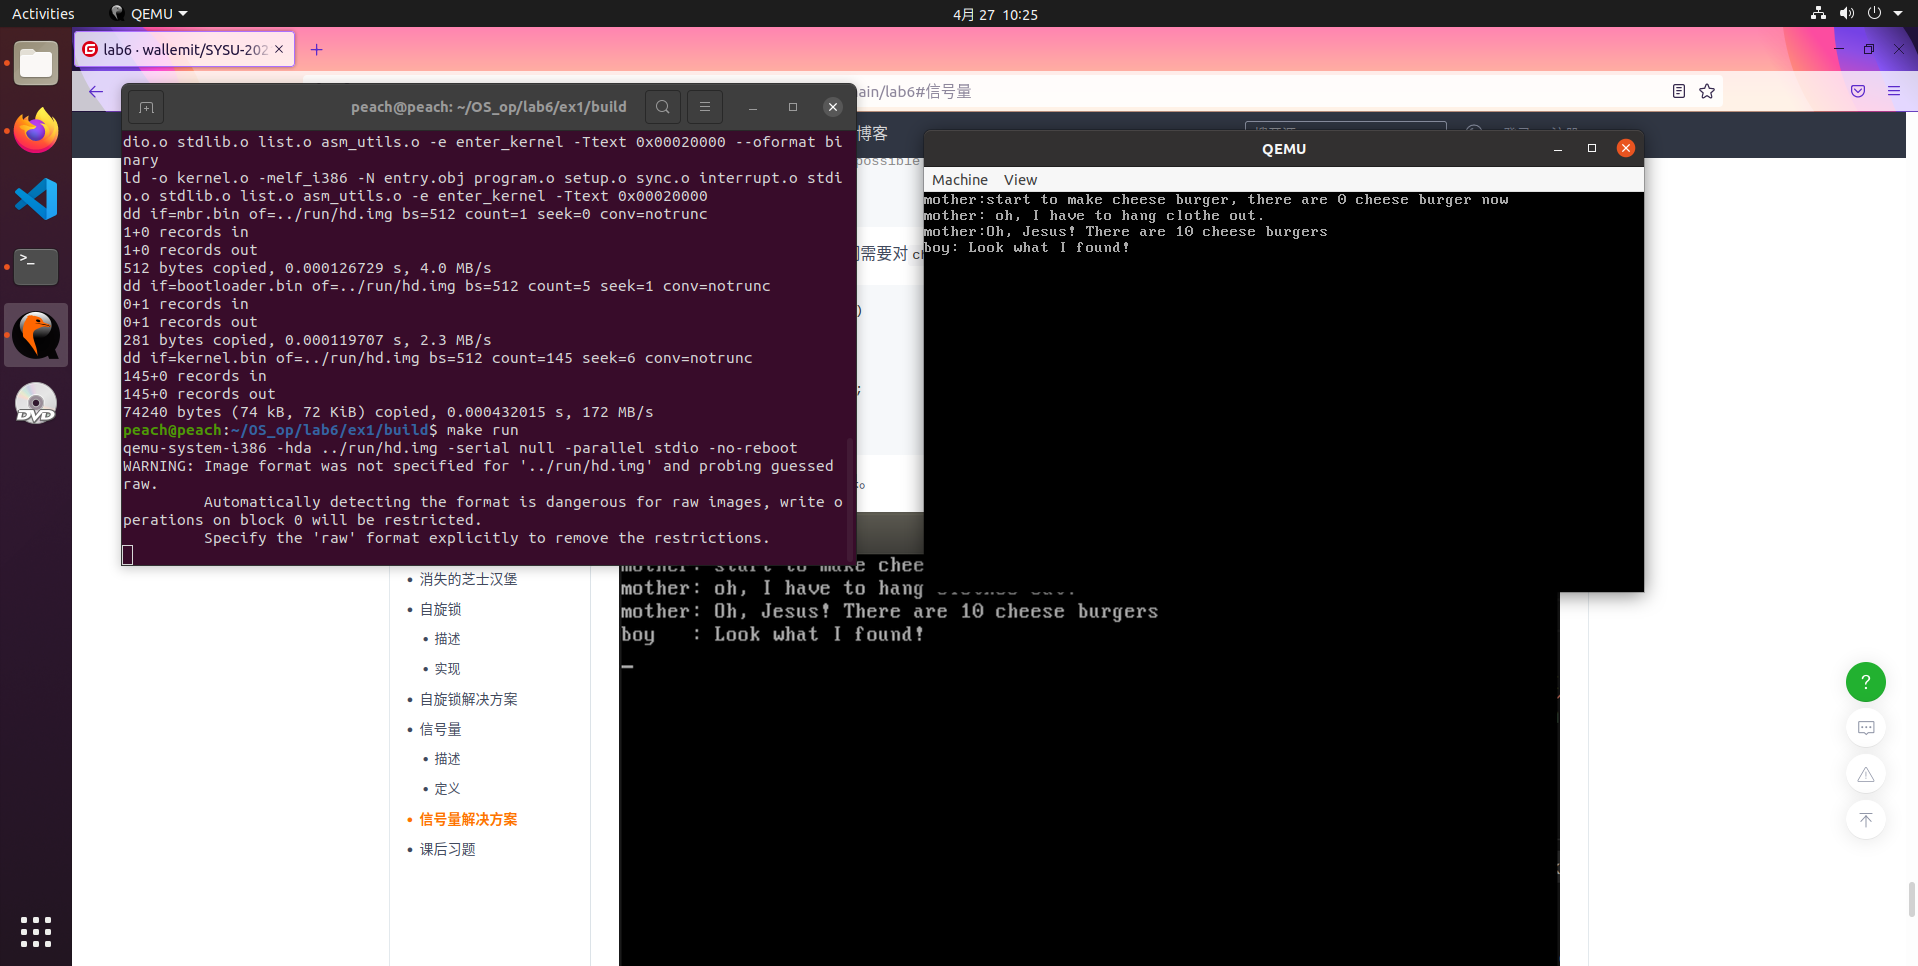 Activities
QEMU
4月 27 10:25
lab6 · wallemit/SYSU-202
ain/lab6#信号量
peach@peach: ~/OS_op/lab6/ex1/build
dio.o stdlib.o list.o asm_utils.o -e enter_kernel -Ttext 0x00020000 --oformat bi
nary
ld -o kernel.o -melf_i386 -N entry.obj program.o setup.o sync.o interrupt.o stdi
o.o stdlib.o list.o asm_utils.o -e enter_kernel -Ttext 0x00020000
dd if=mbr.bin of=../run/hd.img bs=512 count=1 seek=0 conv=notrunc
1+0 records in
1+0 records out
512 bytes copied, 0.000126729 s, 4.0 MB/s
dd if=bootloader.bin of=../run/hd.img bs=512 count=5 seek=1 conv=notrunc
0+1 records in
0+1 records out
281 bytes copied, 0.000119707 s, 2.3 MB/s
dd if=kernel.bin of=../run/hd.img bs=512 count=145 seek=6 conv=notrunc
145+0 records in
145+0 records out
74240 bytes (74 kB, 72 KiB) copied, 0.000432015 s, 172 MB/s
peach@peach:~/OS_op/lab6/ex1/build$ make run
qemu-system-i386 -hda ../run/hd.img -serial null -parallel stdio -no-reboot
WARNING: Image format was not specified for '../run/hd.img' and probing guessed
raw.
Automatically detecting the format is dangerous for raw images, write o
perations on block 0 will be restricted.
Specify the 'raw' format explicitly to remove the restrictions.
博客
possible
需要对 c
;
QEMU
Machine View
mother:start to make cheese burger, there are 0 cheese burger now
mother: oh, I have to hang clothe out.
mother:Oh, Jesus! There are 10 cheese burgers
boy: Look what I found!
mother: start to make chee
mother: oh, I have to hang clothes out.
mother: Oh, Jesus! There are 10 cheese burgers
boy : Look what I found!
消失的芝士汉堡
自旋锁
描述
实现
自旋锁解决方案
信号量
描述
定义
信号量解决方案
课后习题
?
DVD